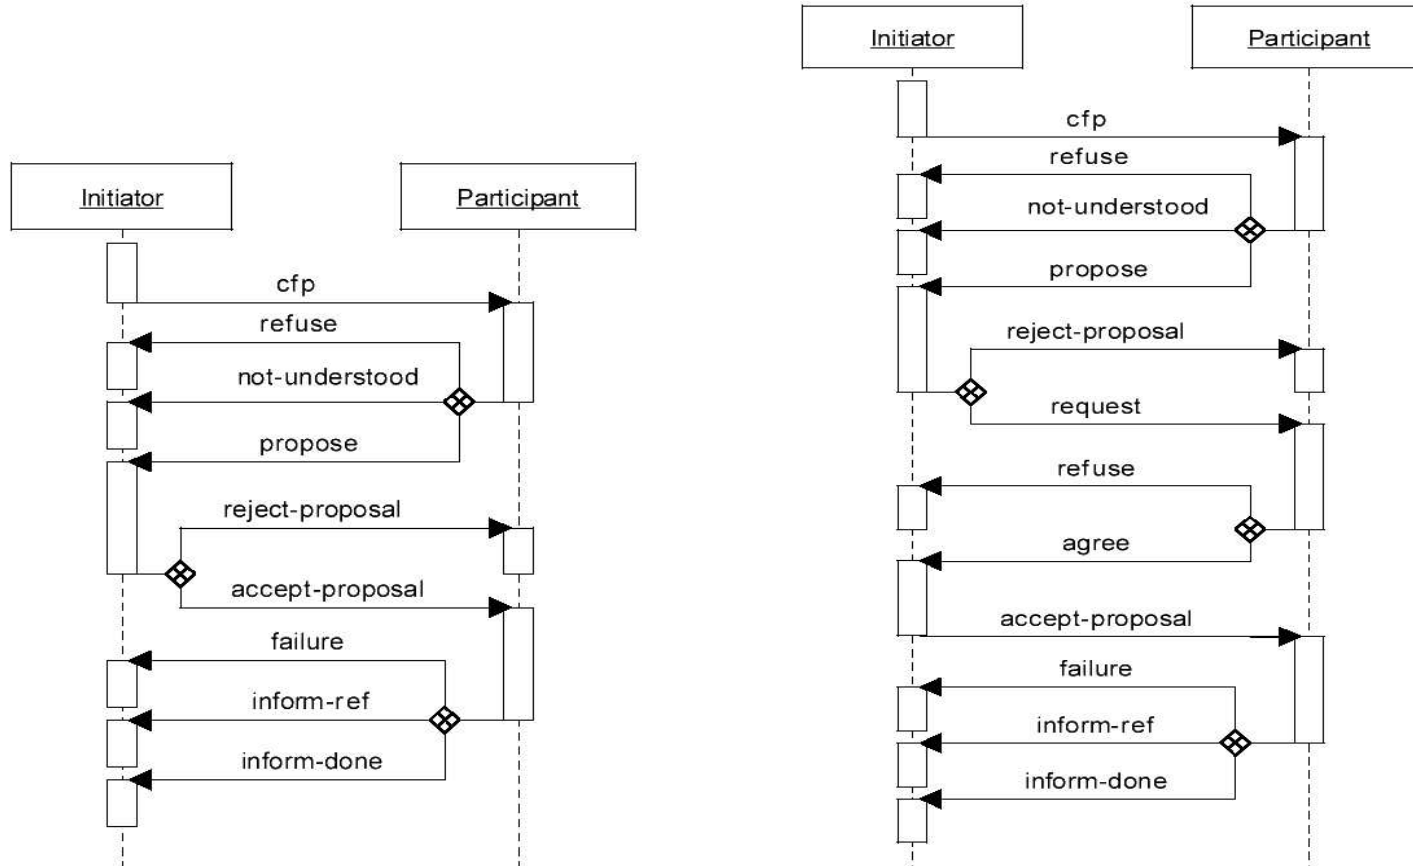 Initiator
Participant
cfp
refuse
not-understood
propose
reject-proposal
accept-proposal
failure
inform-ref
inform-done
Initiator
Participant
cfp
refuse
not-understood
propose
reject-proposal
request
refuse
agree
accept-proposal
failure
inform-ref
inform-done